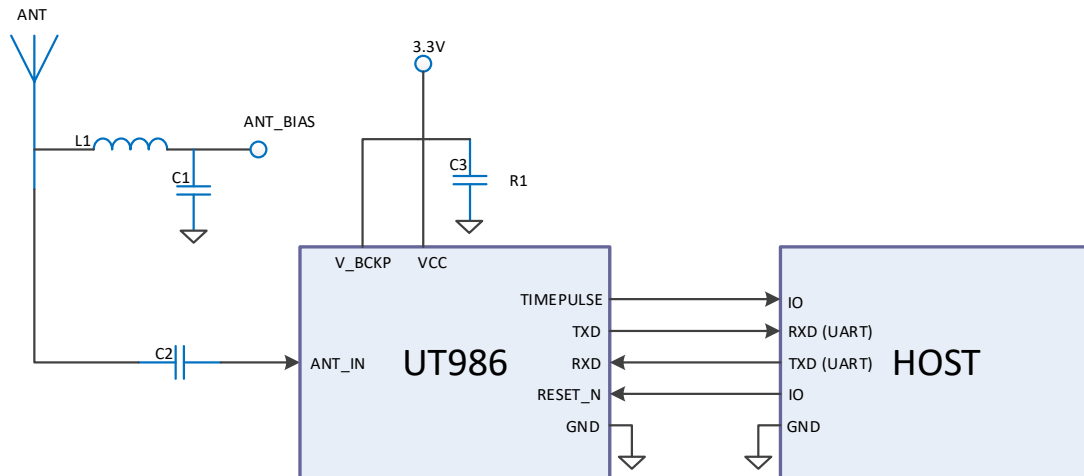 ANT
3.3V
L1
ANT_BIAS
C1
C3
R1
V_BCKP
VCC
TIMEPULSE
IO
TXD
RXD (UART)
C2
ANT_IN
UT986
RXD
TXD (UART)
HOST
RESET_N
IO
GND
GND